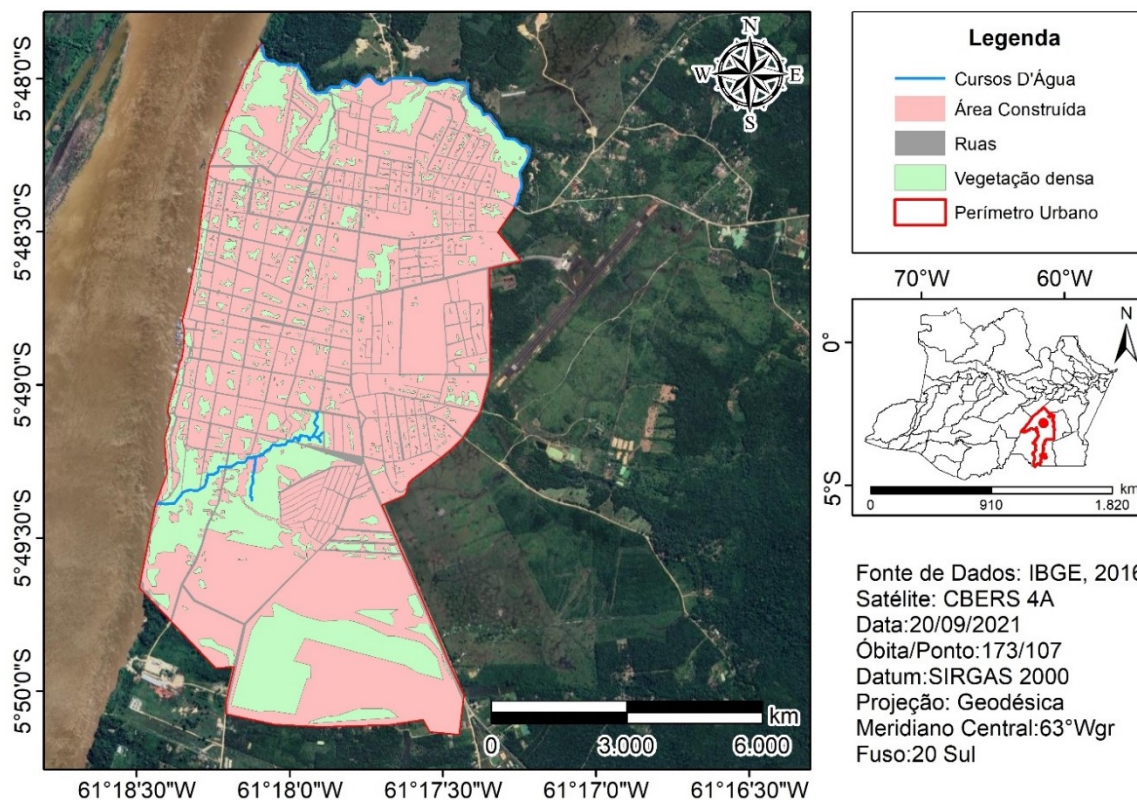 5°48'0"S
5°48'30"S
5°49'0"S
5°49'30"S
5°50'0"S
N
W E
S
0 3.000 6.000
km
61°18'30"W 61°18'0"W 61°17'30"W 61°17'0"W 61°16'30"W
Legenda
Cursos D'Água
Área Construída
Ruas
Vegetação densa
Perímetro Urbano
70°W 60°W
0°
5°S
N
km
0 910 1.820
Fonte de Dados: IBGE, 2016
Satélite: CBERS 4A
Data:20/09/2021
Óbita/Ponto:173/107
Datum:SIRGAS 2000
Projeção: Geodésica
Meridiano Central:63°Wgr
Fuso:20 Sul